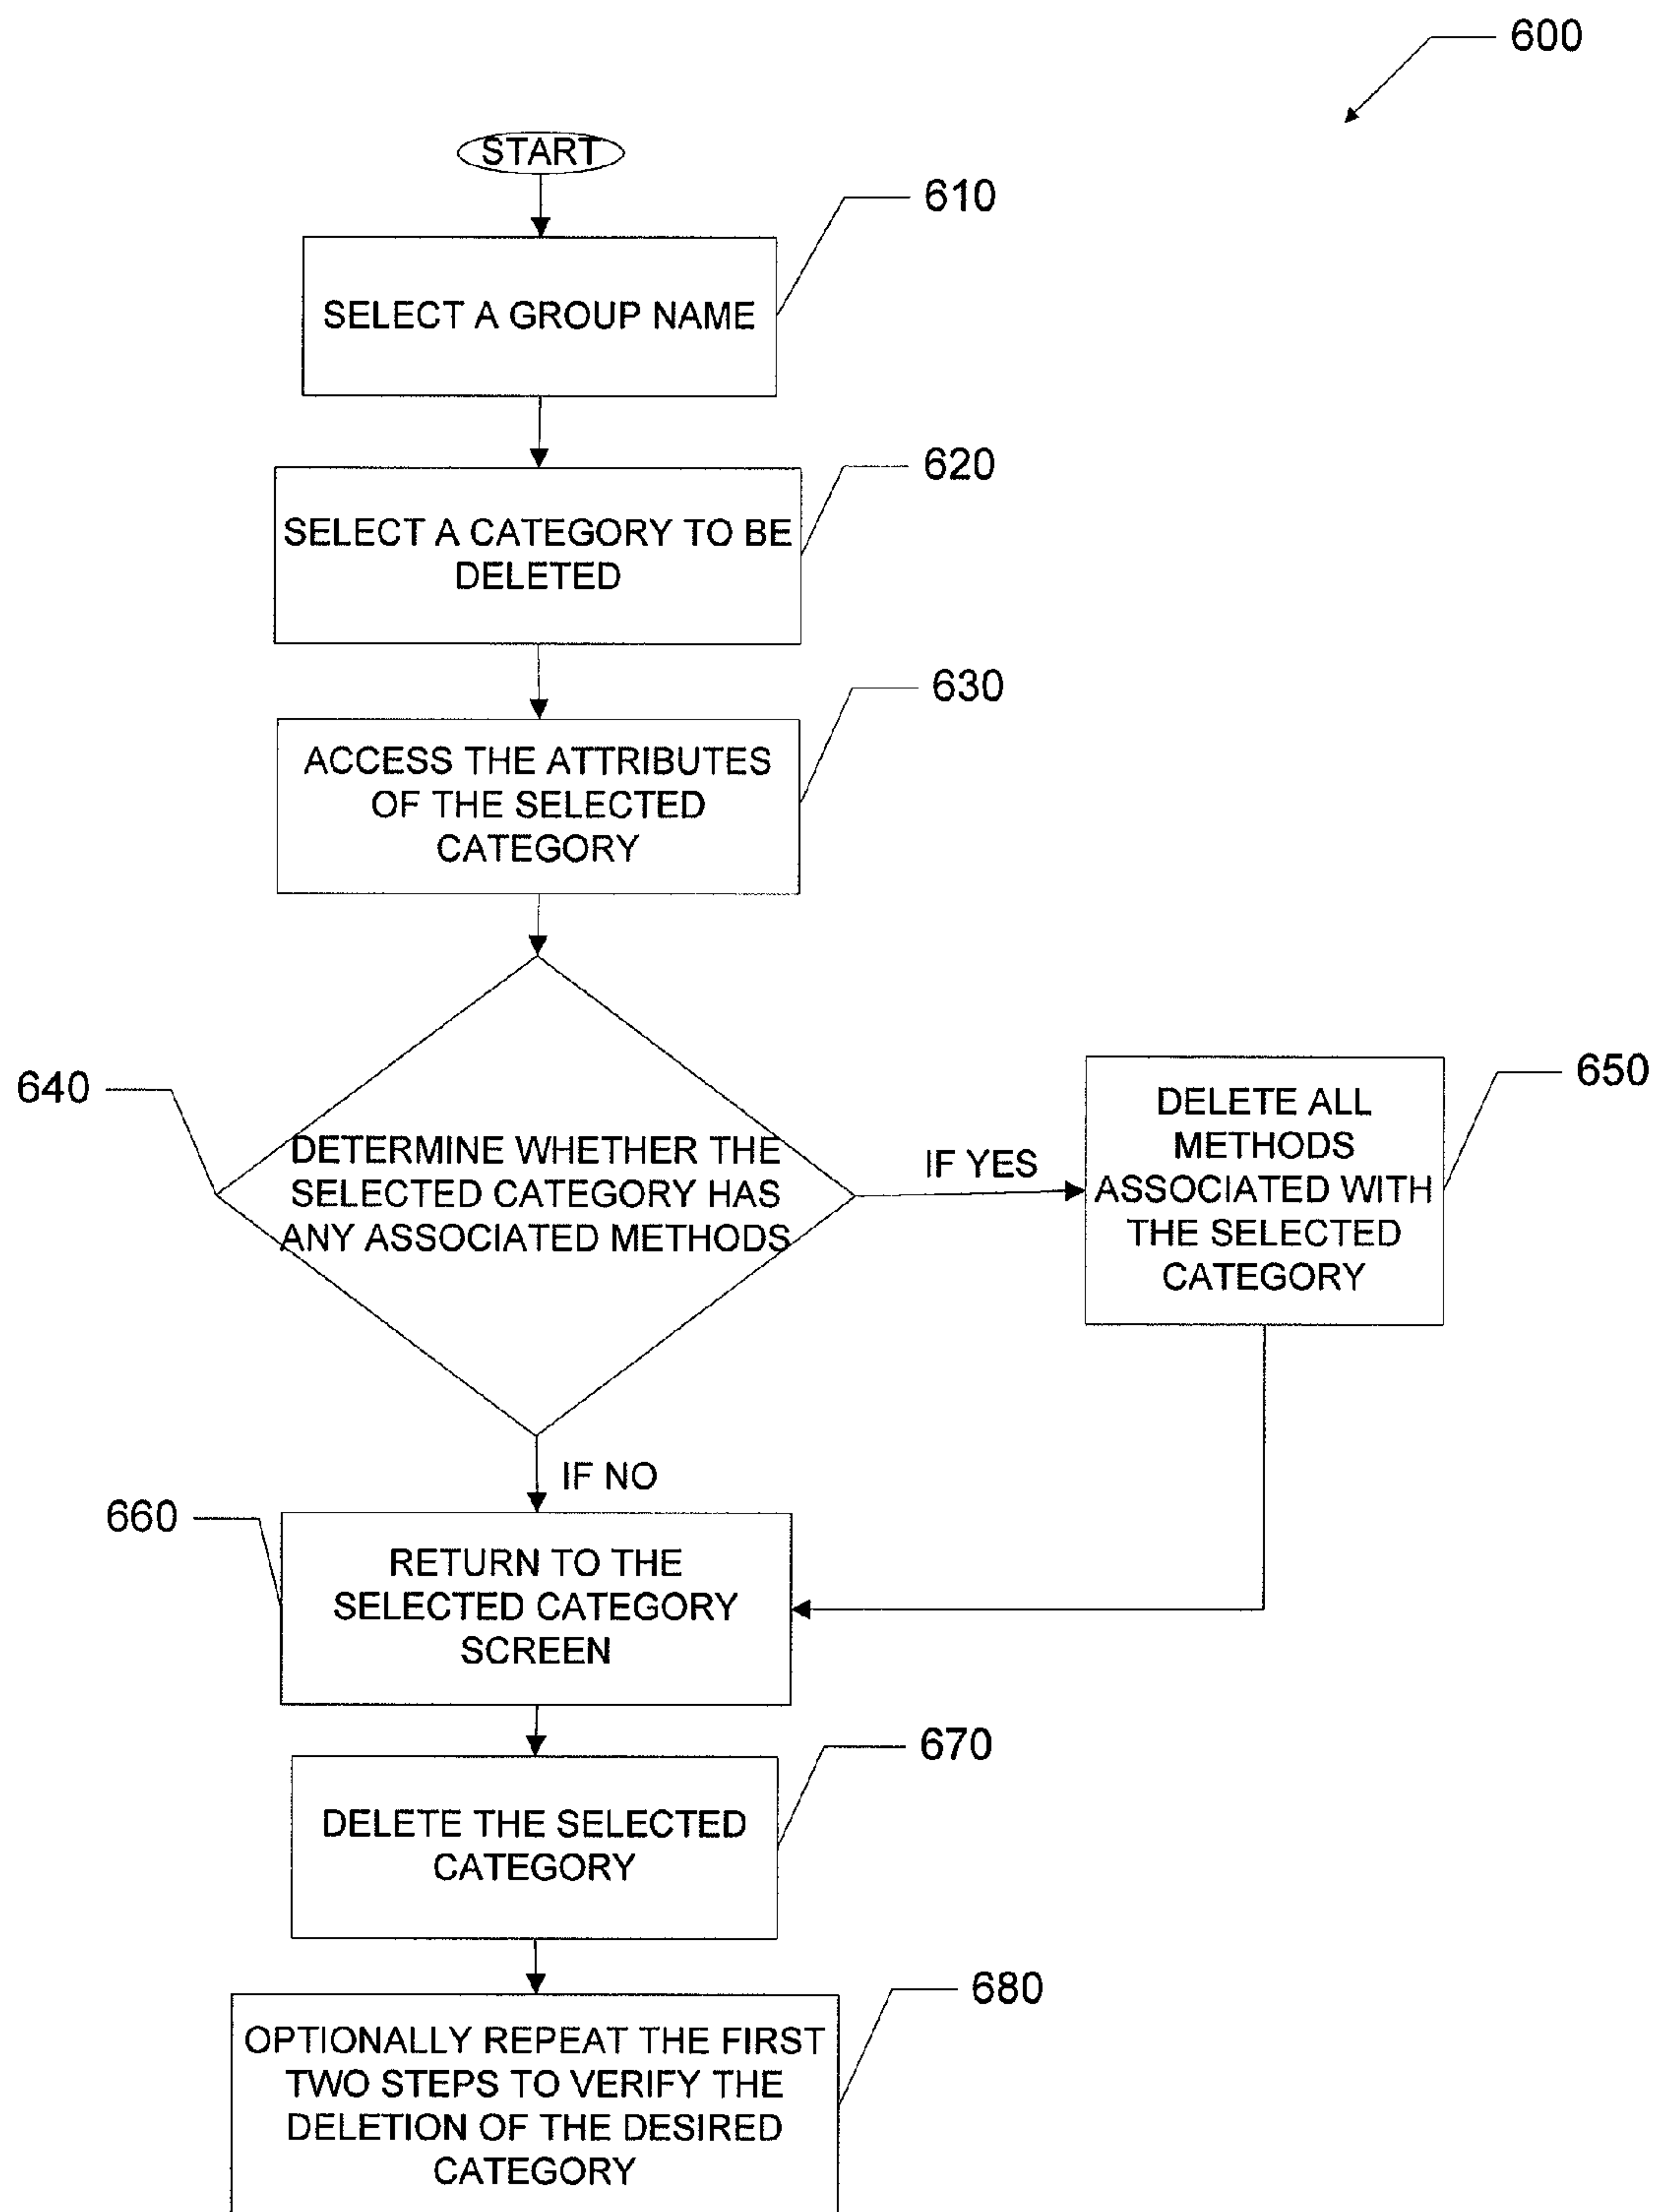 600
START
610
SELECT A GROUP NAME
620
SELECT A CATEGORY TO BE
DELETED
630
ACCESS THE ATTRIBUTES
OF THE SELECTED
CATEGORY
640
DETERMINE WHETHER THE
SELECTED CATEGORY HAS
ANY ASSOCIATED METHODS
IF YES
650
DELETE ALL
METHODS
ASSOCIATED WITH
THE SELECTED
CATEGORY
IF NO
660
RETURN TO THE
SELECTED CATEGORY
SCREEN
670
DELETE THE SELECTED
CATEGORY
680
OPTIONALLY REPEAT THE FIRST
TWO STEPS TO VERIFY THE
DELETION OF THE DESIRED
CATEGORY